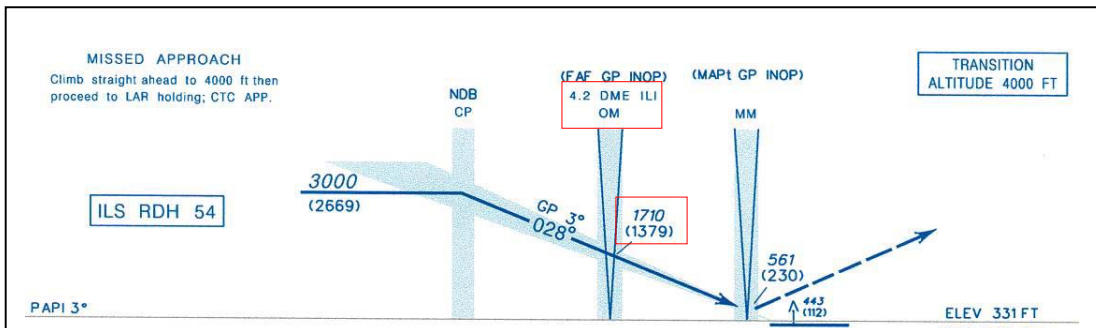 MISSED APPROACH
Climb straight ahead to 4000 ft then
proceed to LAR holding; CTC APP.
NDB
CP
(FAF GP INOP)
4.2 DME ILI
OM
(MAPt GP INOP)
MM
TRANSITION
ALTITUDE 4000 FT
3000
(2669)
ILS RDH 54
GP 3°
028°
1710
(1379)
561
(230)
443
(112)
PAPI 3°
ELEV 331 FT